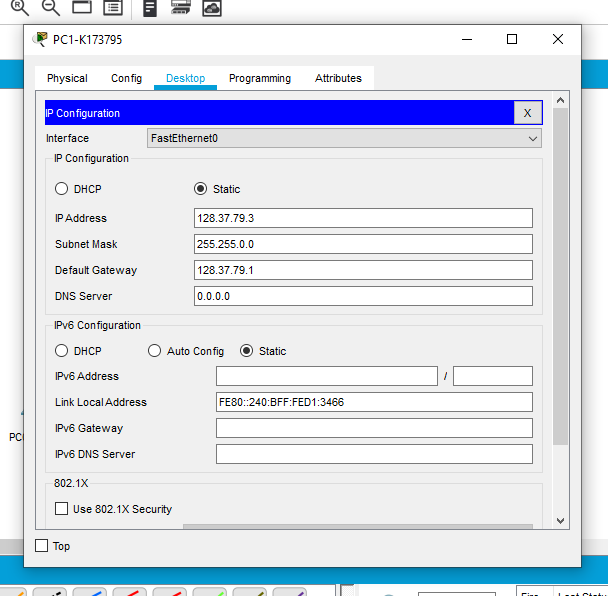 PC1-K173795
Physical Config Desktop Programming Attributes
IP Configuration X
Interface FastEthernet0
IP Configuration
DHCP Static
IP Address 128.37.79.3
Subnet Mask 255.255.0.0
Default Gateway 128.37.79.1
DNS Server 0.0.0.0
IPv6 Configuration
DHCP Auto Config Static
IPv6 Address /
Link Local Address FE80::240:BFF:FED1:3466
IPv6 Gateway
IPv6 DNS Server
802.1X
Use 802.1X Security
Top
Fire Last Statu